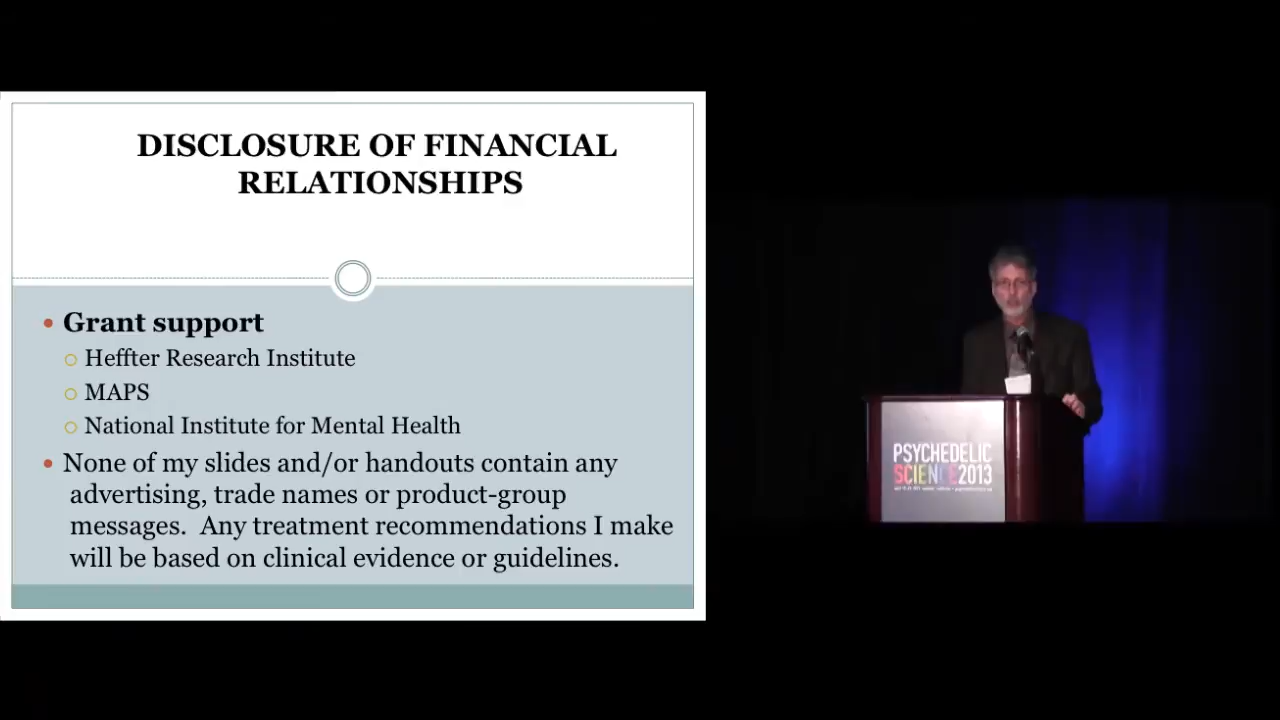 DISCLOSURE OF FINANCIAL
RELATIONSHIPS
Grant support
Heffter Research Institute
MAPS
National Institute for Mental Health
None of my slides and/or handouts contain any
advertising, trade names or product-group
messages.  Any treatment recommendations I make
will be based on clinical evidence or guidelines.
PSYCHEDELIC
SCIENCE2013